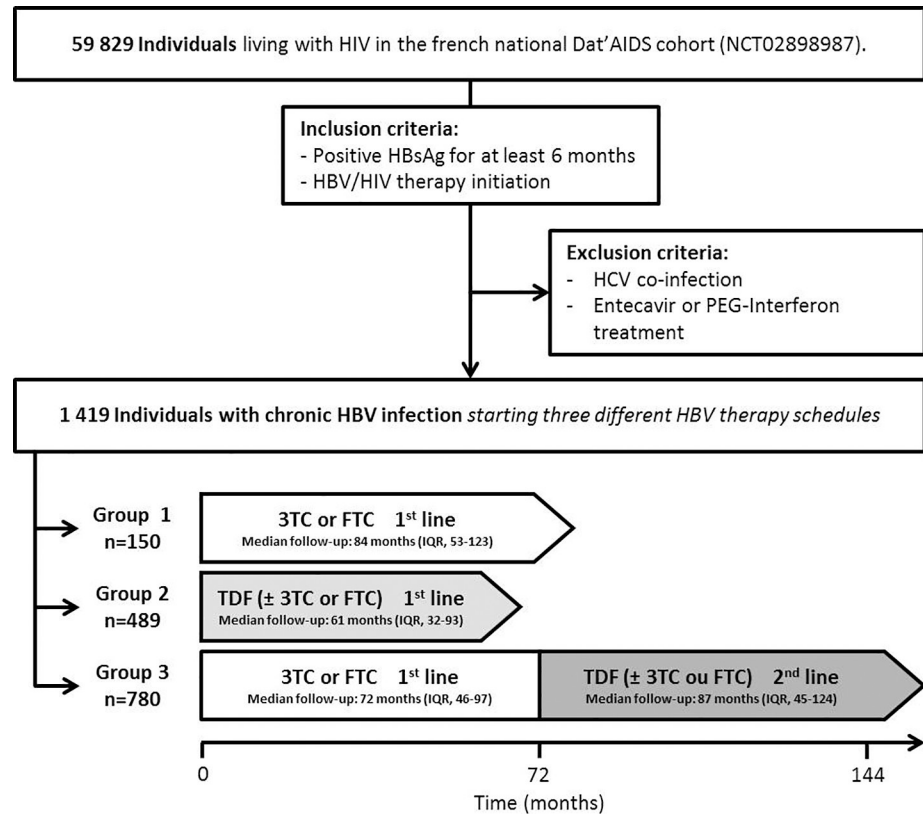 59 829 Individuals living with HIV in the french national Dat'AIDS cohort (NCT02898987).
Inclusion criteria:
- Positive HBsAg for at least 6 months
- HBV/HIV therapy initiation
Exclusion criteria:
- HCV co-infection
- Entecavir or PEG-Interferon
treatment
1 419 Individuals with chronic HBV infection starting three different HBV therapy schedules
Group 1
n=150
3TC or FTC 1st line
Median follow-up: 84 months (IQR, 53-123)
Group 2
n=489
TDF (± 3TC or FTC) 1st line
Median follow-up: 61 months (IQR, 32-93)
Group 3
n=780
3TC or FTC 1st line
Median follow-up: 72 months (IQR, 46-97)
TDF (± 3TC ou FTC) 2nd line
Median follow-up: 87 months (IQR, 45-124)
0 72 144
Time (months)